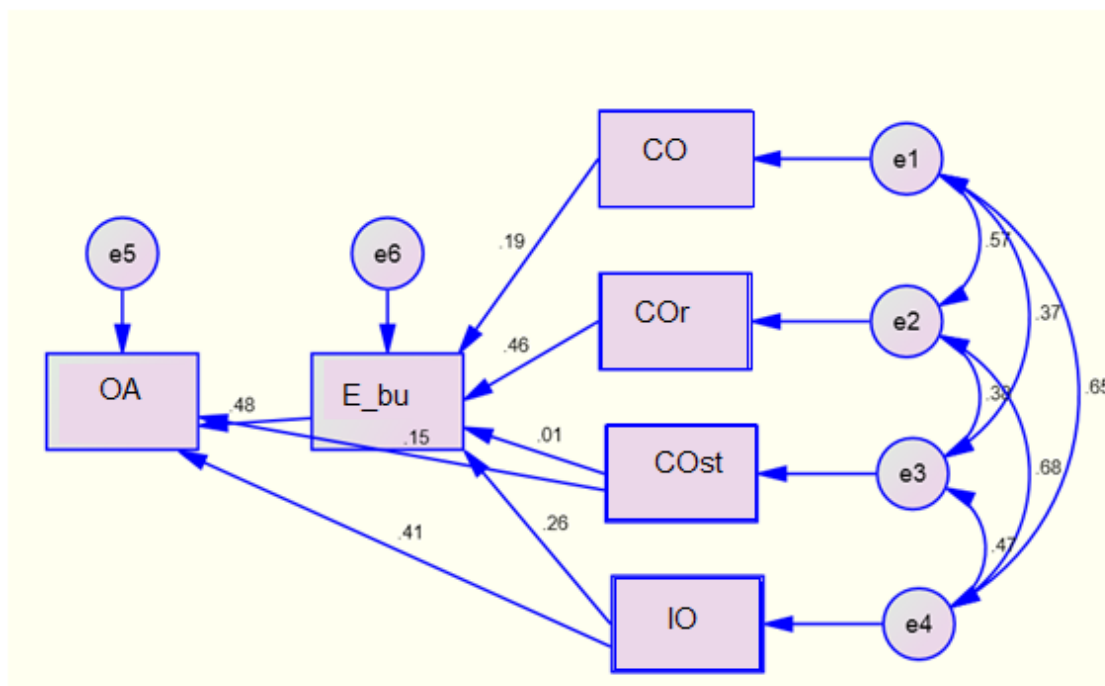 CO
e1
e5
e6
.19
.57
COr
e2
.37
.46
OA
E_bu
.48
.15
.01
.38
.65
COst
e3
.68
.26
.41
.47
IO
e4